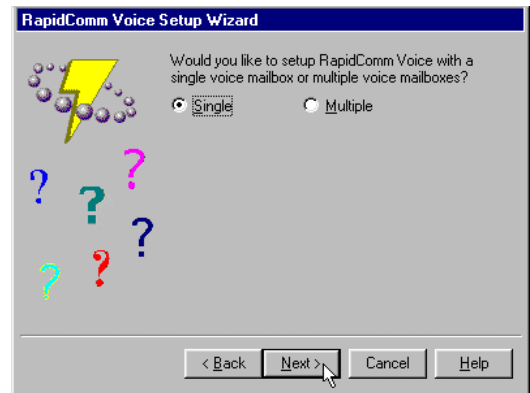 RapidComm Voice Setup Wizard
Would you like to setup RapidComm Voice with a
single voice mailbox or multiple voice mailboxes?
Single Multiple
? ? ? ? ? ?
< Back Next > Cancel Help